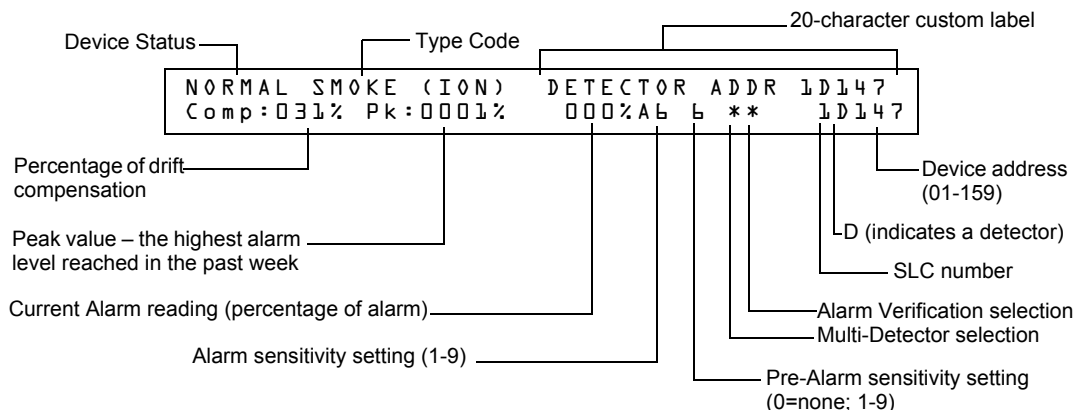 20-character custom label
Device Status
Type Code
NORMAL SMOKE (ION) DETECTOR ADDR 1D147
Comp:031% Pk:0001% 000%A6 6 ** 1D147
Percentage of drift
compensation
Device address
(01-159)
Peak value – the highest alarm
level reached in the past week
D (indicates a detector)
SLC number
Current Alarm reading (percentage of alarm)
Alarm Verification selection
Multi-Detector selection
Alarm sensitivity setting (1-9)
Pre-Alarm sensitivity setting
(0=none; 1-9)